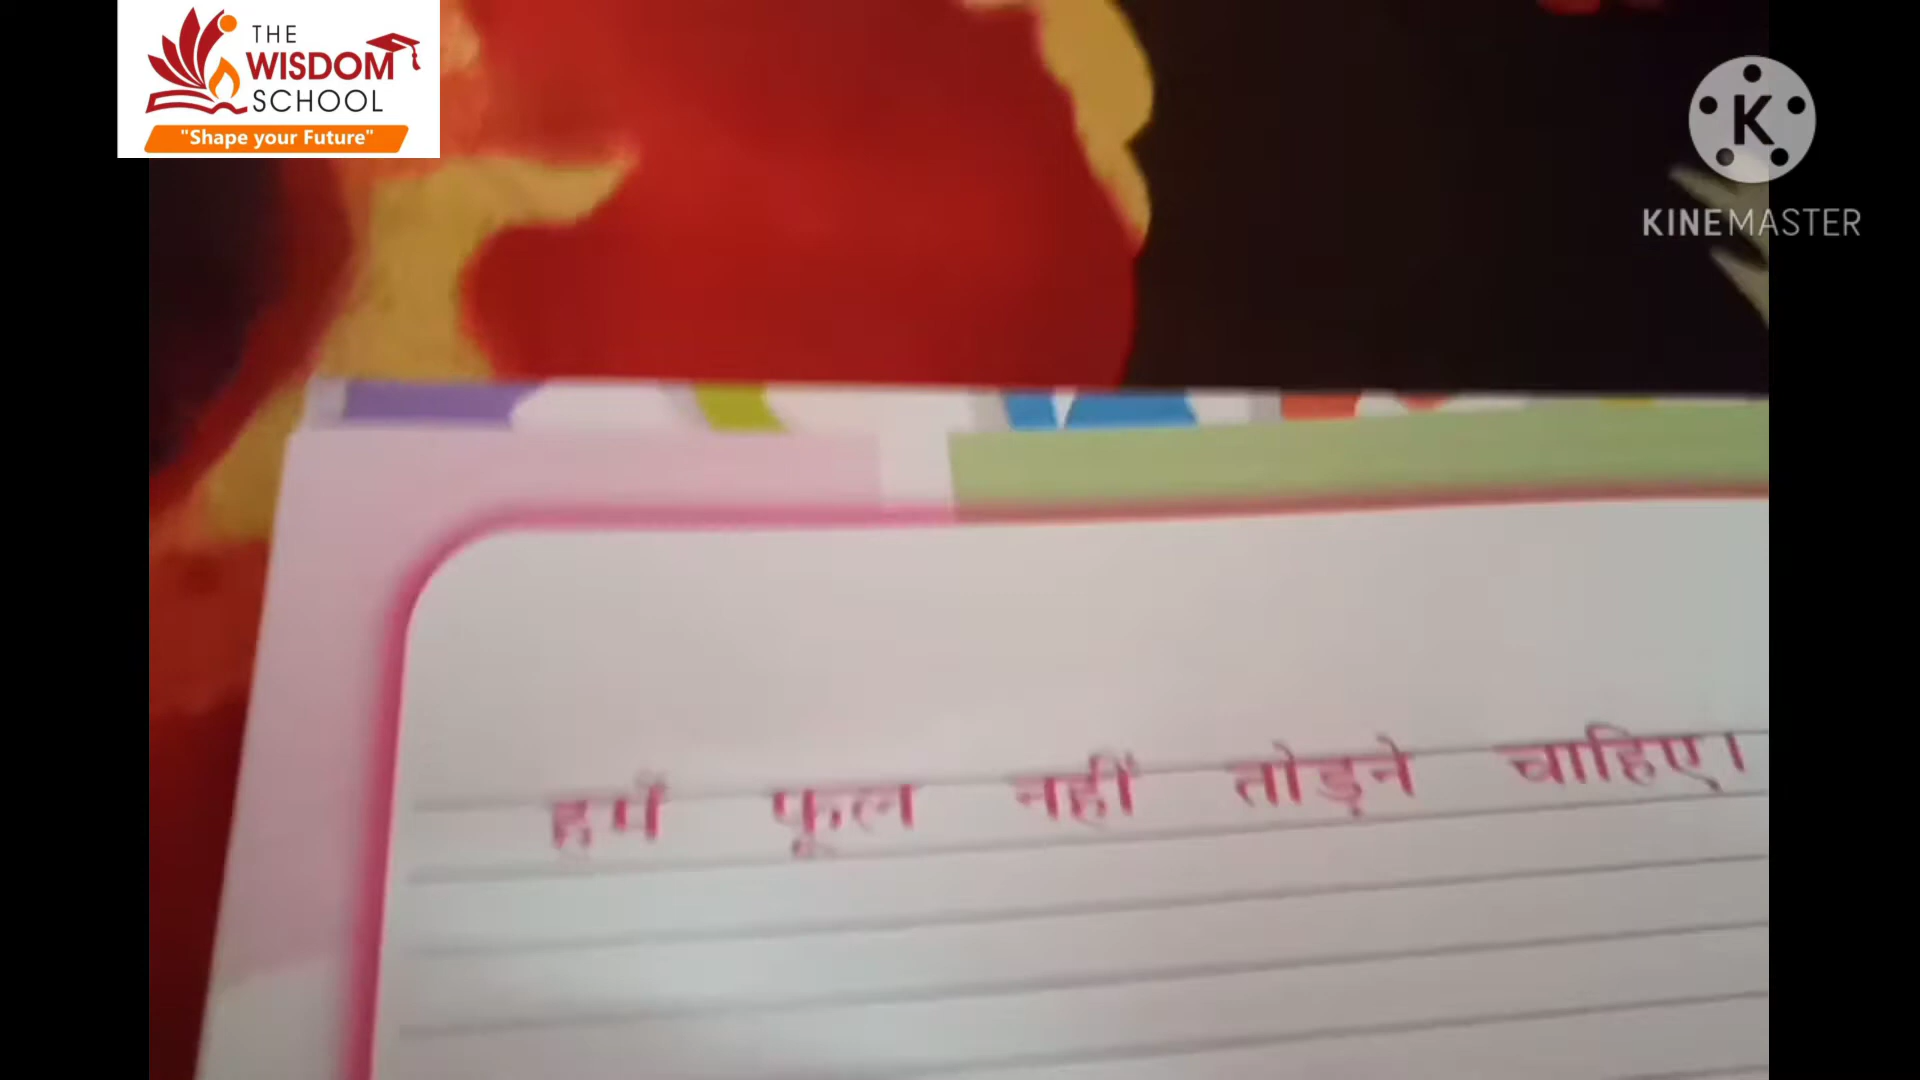 THE
WISDOM
SCHOOL
"Shape your Future"
K
KINEMASTER
हमें फूल नहीं तोड़ने चाहिए।